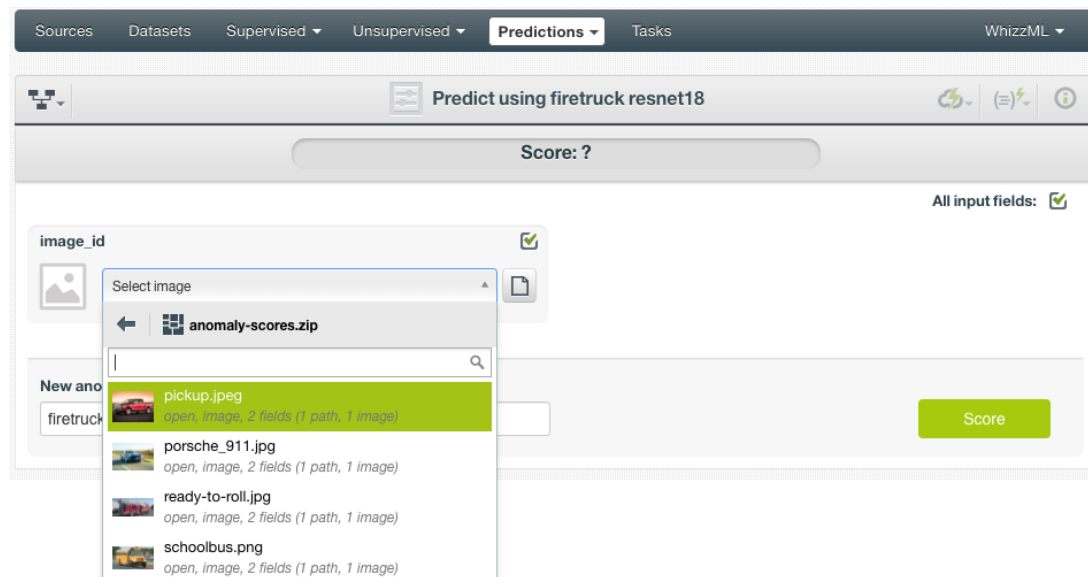 Sources Datasets Supervised Unsupervised Predictions Tasks WhizzML
Predict using firetruck resnet18
Score: ?
All input fields:
image_id
Select image
anomaly-scores.zip
New ano
firetruck
Score
pickup.jpeg
open, image, 2 fields (1 path, 1 image)
porsche_911.jpg
open, image, 2 fields (1 path, 1 image)
ready-to-roll.jpg
open, image, 2 fields (1 path, 1 image)
schoolbus.png
open, image, 2 fields (1 path, 1 image)